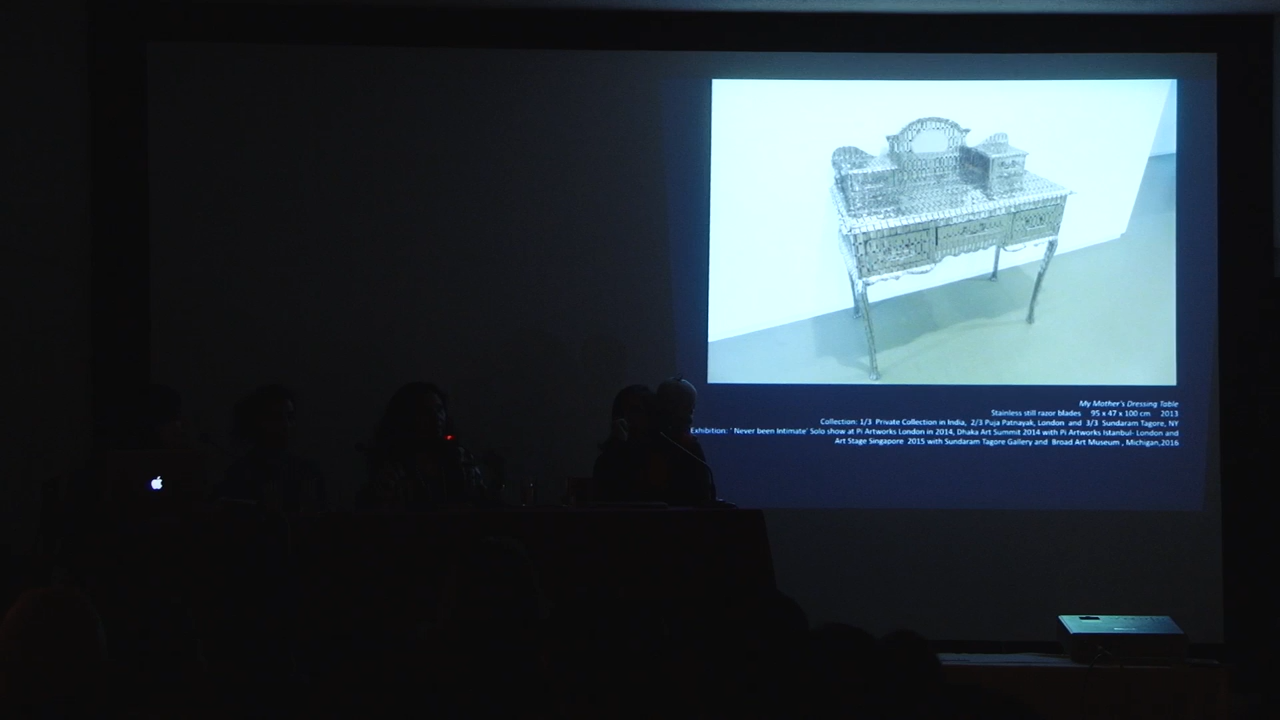 My Mother's Dressing Table
Stainless still razor blades 95 x 47 x 100 cm 2013
Collection: 1/3 Private Collection in India, 2/3 Puja Patnayak, London and 3/3 Sundaram Tagore, NY
Exhibition: ' Never been Intimate' Solo show at Pi Artworks London in 2014, Dhaka Art Summit 2014 with Pi Artworks Istanbul- London and
Art Stage Singapore 2015 with Sundaram Tagore Gallery and Broad Art Museum , Michigan,2016